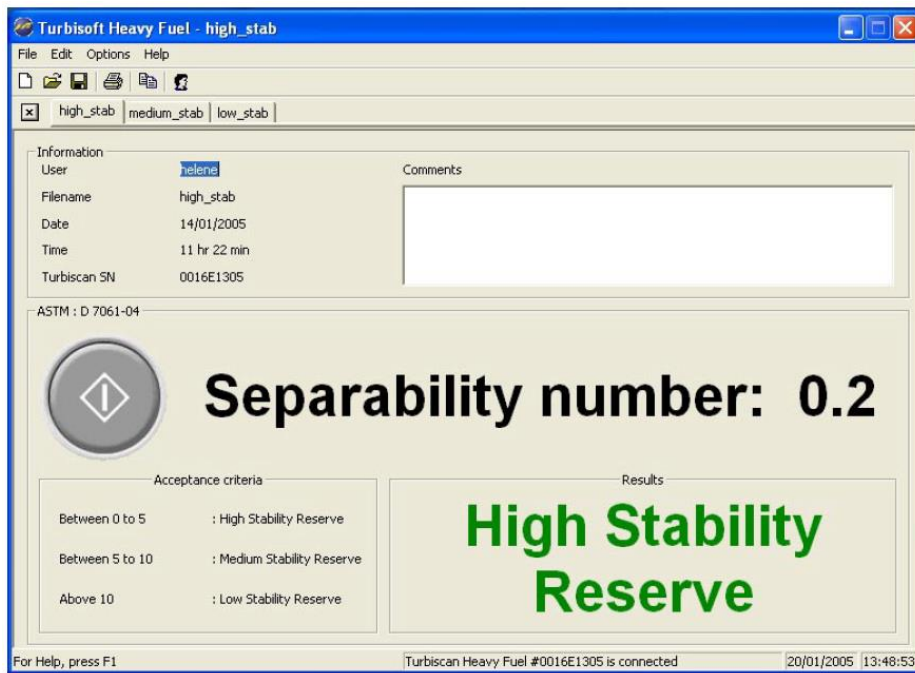 Turbisoft Heavy Fuel - high_stab
File Edit Options Help
high_stab medium_stab low_stab
Information
User helene
Comments
Filename high_stab
Date 14/01/2005
Time 11 hr 22 min
Turbiscan SN 0016E1305
ASTM : D 7061-04
Separability number: 0.2
Acceptance criteria
Between 0 to 5 : High Stability Reserve
Between 5 to 10 : Medium Stability Reserve
Above 10 : Low Stability Reserve
Results
High Stability
Reserve
For Help, press F1 Turbiscan Heavy Fuel #0016E1305 is connected 20/01/2005 13:48:53